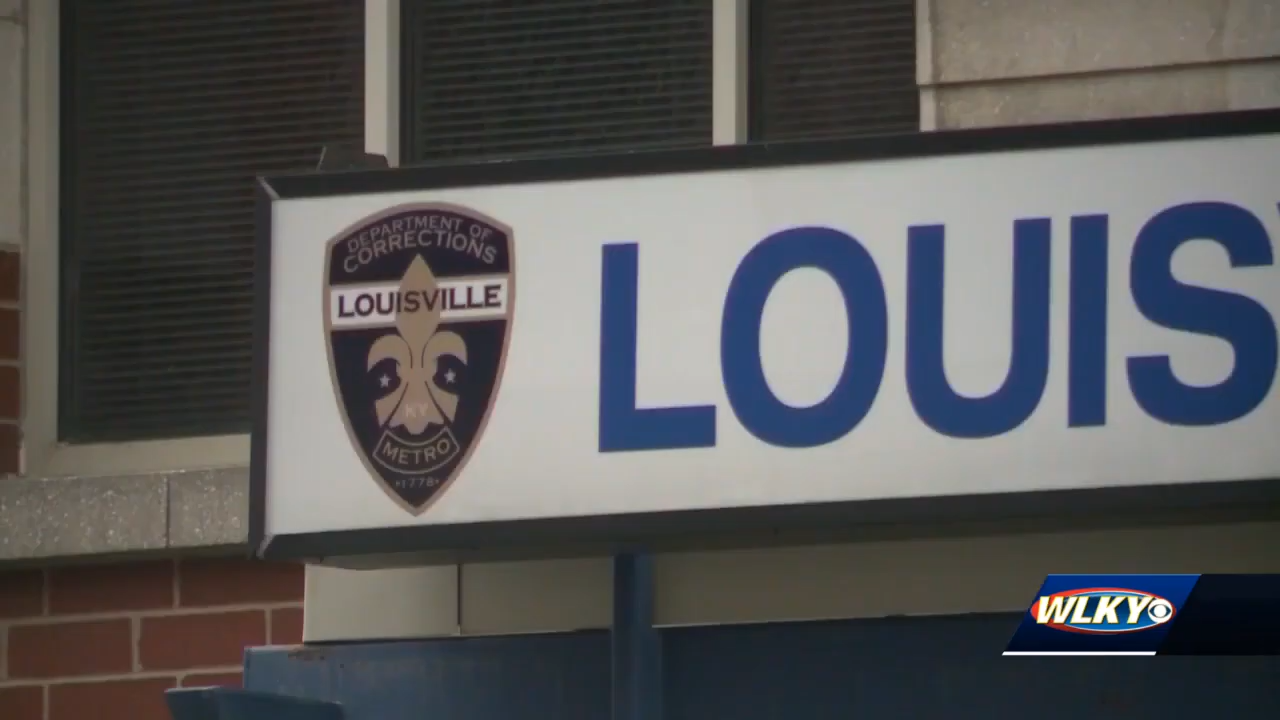 DEPARTMENT OF
CORRECTIONS
LOUISVILLE
KY
METRO
•1778•
LOUIS
WLKY